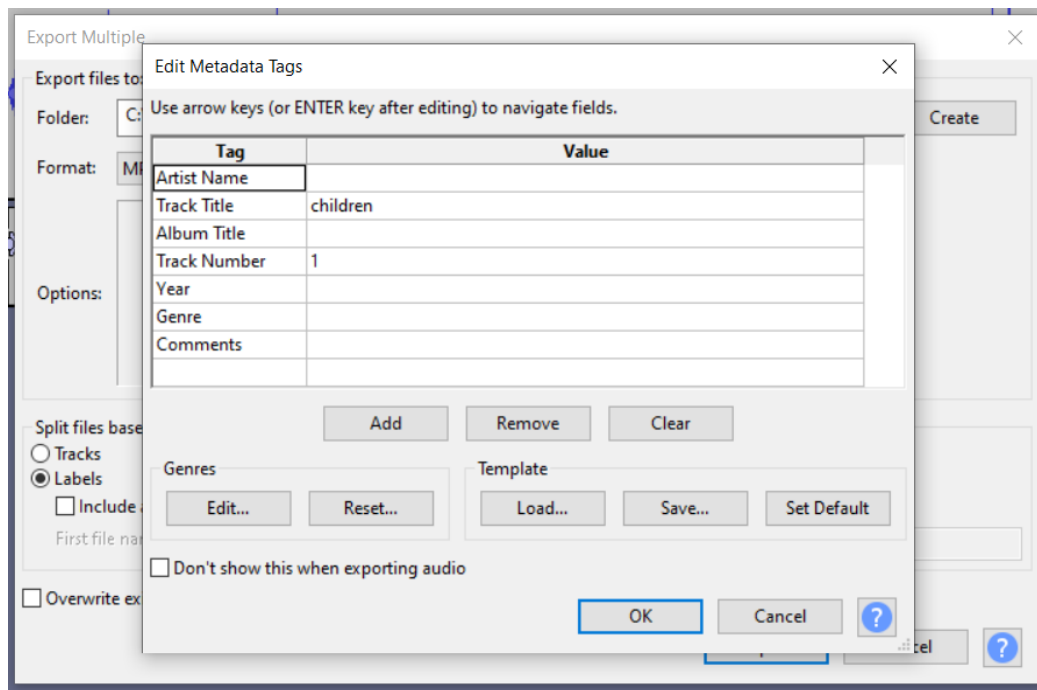 Export Multiple
Edit Metadata Tags
Export files to:
Use arrow keys (or ENTER key after editing) to navigate fields.
Folder: C:
Create
Tag Value
Format:
Artist Name
Track Title children
Album Title
Track Number 1
Options:
Year
Genre
Comments
Add Remove Clear
Split files base
Tracks
Labels
Include
First file na
Genres
Template
Edit... Reset... Load... Save... Set Default
Don't show this when exporting audio
Overwrite ex
OK Cancel ?
?